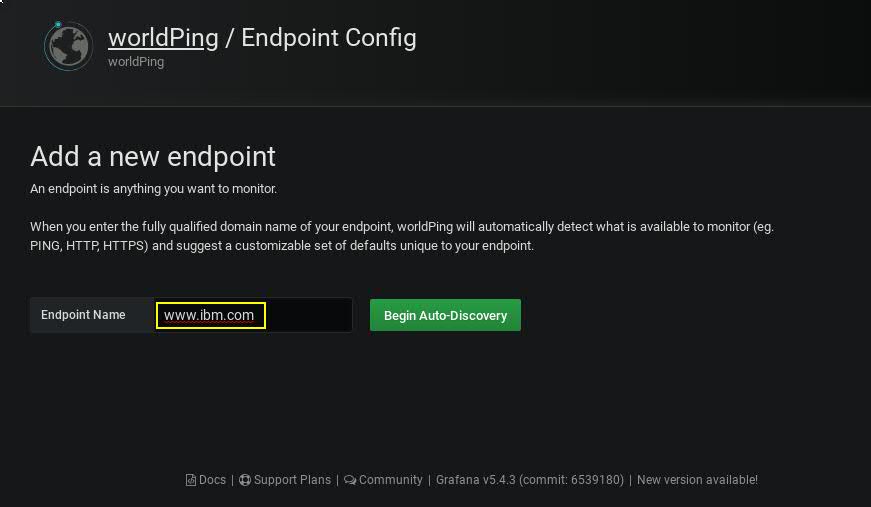 worldPing / Endpoint Config
worldPing
Add a new endpoint
An endpoint is anything you want to monitor.
When you enter the fully qualified domain name of your endpoint, worldPing will automatically detect what is available to monitor (eg.
PING, HTTP, HTTPS) and suggest a customizable set of defaults unique to your endpoint.
Endpoint Name www.ibm.com Begin Auto-Discovery
Docs | Support Plans | Community | Grafana v5.4.3 (commit: 6539180) | New version available!